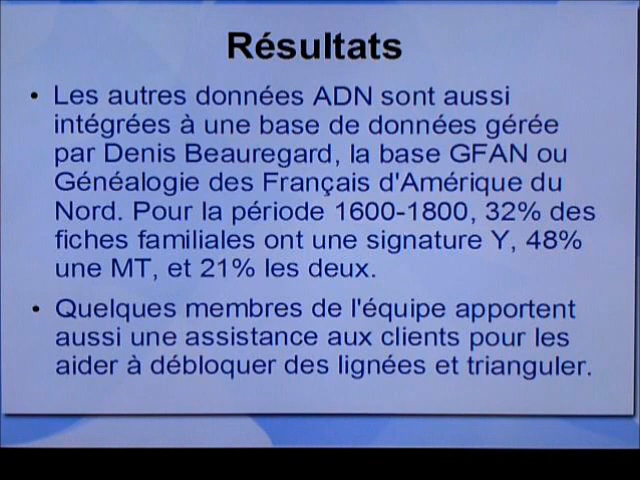 Résultats
• Les autres données ADN sont aussi
intégrées à une base de données gérée
par Denis Beauregard, la base GFAN ou
Généalogie des Français d'Amérique du
Nord. Pour la période 1600-1800, 32% des
fiches familiales ont une signature Y, 48%
une MT, et 21% les deux.
• Quelques membres de l'équipe apportent
aussi une assistance aux clients pour les
aider à débloquer des lignées et trianguler.